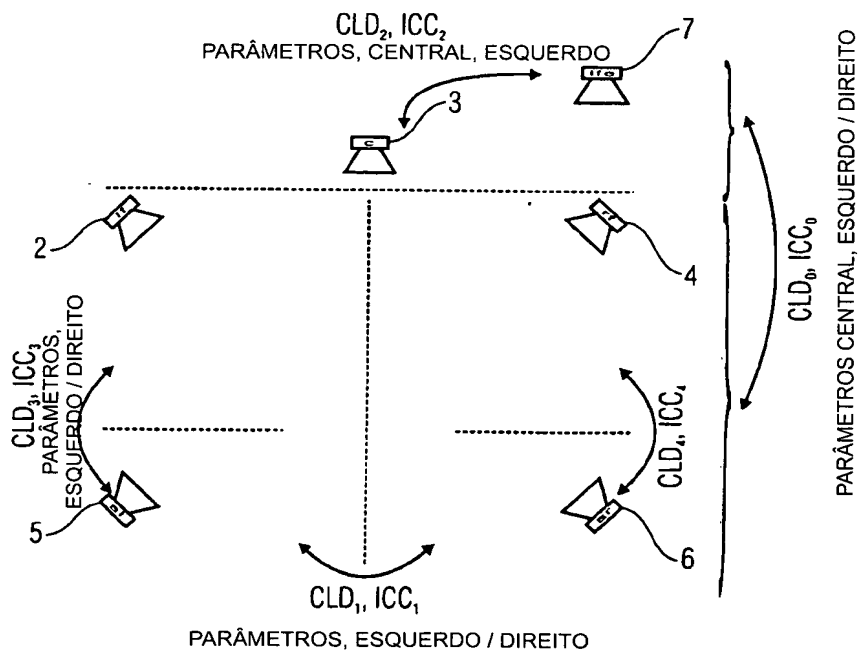 CLD₂, ICC₂
PARÂMETROS, CENTRAL, ESQUERDO
7
lfe
3
c
2
lf
rf
4
CLD₀, ICC₀
PARÂMETROS CENTRAL, ESQUERDO / DIREITO
CLD₃, ICC₃
PARÂMETROS,
ESQUERDO / DIREITO
CLD₄, ICC₄
5
6
CLD₁, ICC₁
PARÂMETROS, ESQUERDO / DIREITO